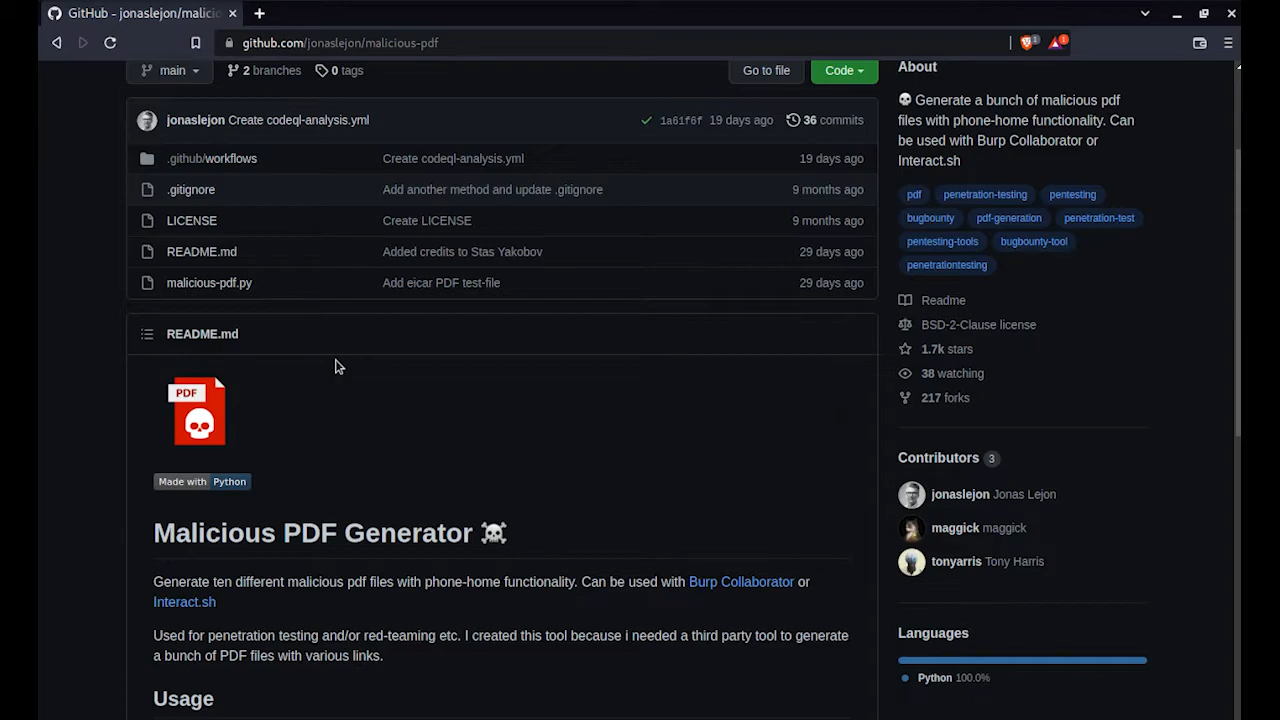 GitHub - jonaslejon/malicio
github.com/jonaslejon/malicious-pdf
1
1
main
2 branches
0 tags
Go to file
Code
jonaslejon Create codeql-analysis.yml
1a61f6f 19 days ago
36 commits
.github/workflows
Create codeql-analysis.yml
19 days ago
.gitignore
Add another method and update .gitignore
9 months ago
LICENSE
Create LICENSE
9 months ago
README.md
Added credits to Stas Yakobov
29 days ago
malicious-pdf.py
Add eicar PDF test-file
29 days ago
README.md
PDF
Made with Python
Malicious PDF Generator ☠️
Generate ten different malicious pdf files with phone-home functionality. Can be used with Burp Collaborator or
Interact.sh
Used for penetration testing and/or red-teaming etc. I created this tool because i needed a third party tool to generate
a bunch of PDF files with various links.
Usage
About
💀 Generate a bunch of malicious pdf
files with phone-home functionality. Can
be used with Burp Collaborator or
Interact.sh
pdf penetration-testing pentesting
bugbounty pdf-generation penetration-test
pentesting-tools bugbounty-tool
penetrationtesting
Readme
BSD-2-Clause license
1.7k stars
38 watching
217 forks
Contributors 3
jonaslejon Jonas Lejon
maggick maggick
tonyarris Tony Harris
Languages
Python 100.0%